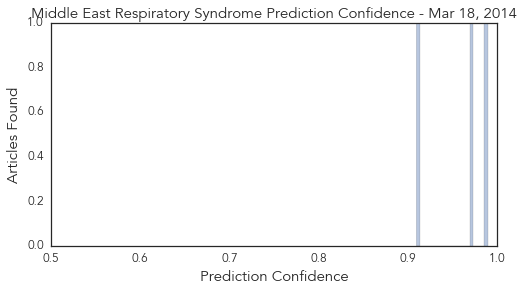 Middle East Respiratory Syndrome Prediction Confidence - Mar 18, 2014
1.0
0.8
0.6
0.4
0.2
0.0
Articles Found
0.5 0.6 0.7 0.8 0.9 1.0
Prediction Confidence